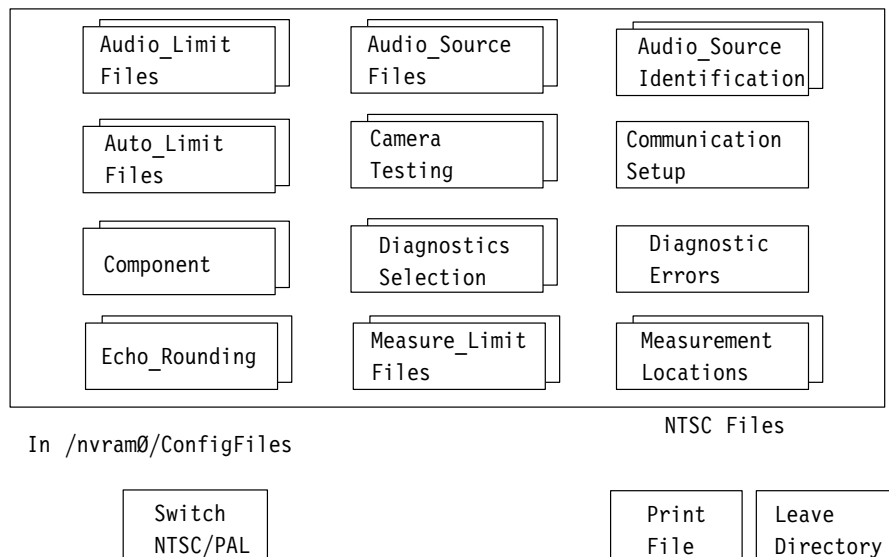 Audio_Limit
Files
Audio_Source
Files
Audio_Source
Identification
Auto_Limit
Files
Camera
Testing
Communication
Setup
Component
Diagnostics
Selection
Diagnostic
Errors
Echo_Rounding
Measure_Limit
Files
Measurement
Locations
NTSC Files
In /nvramØ/ConfigFiles
Switch
NTSC/PAL
Print
File
Leave
Directory